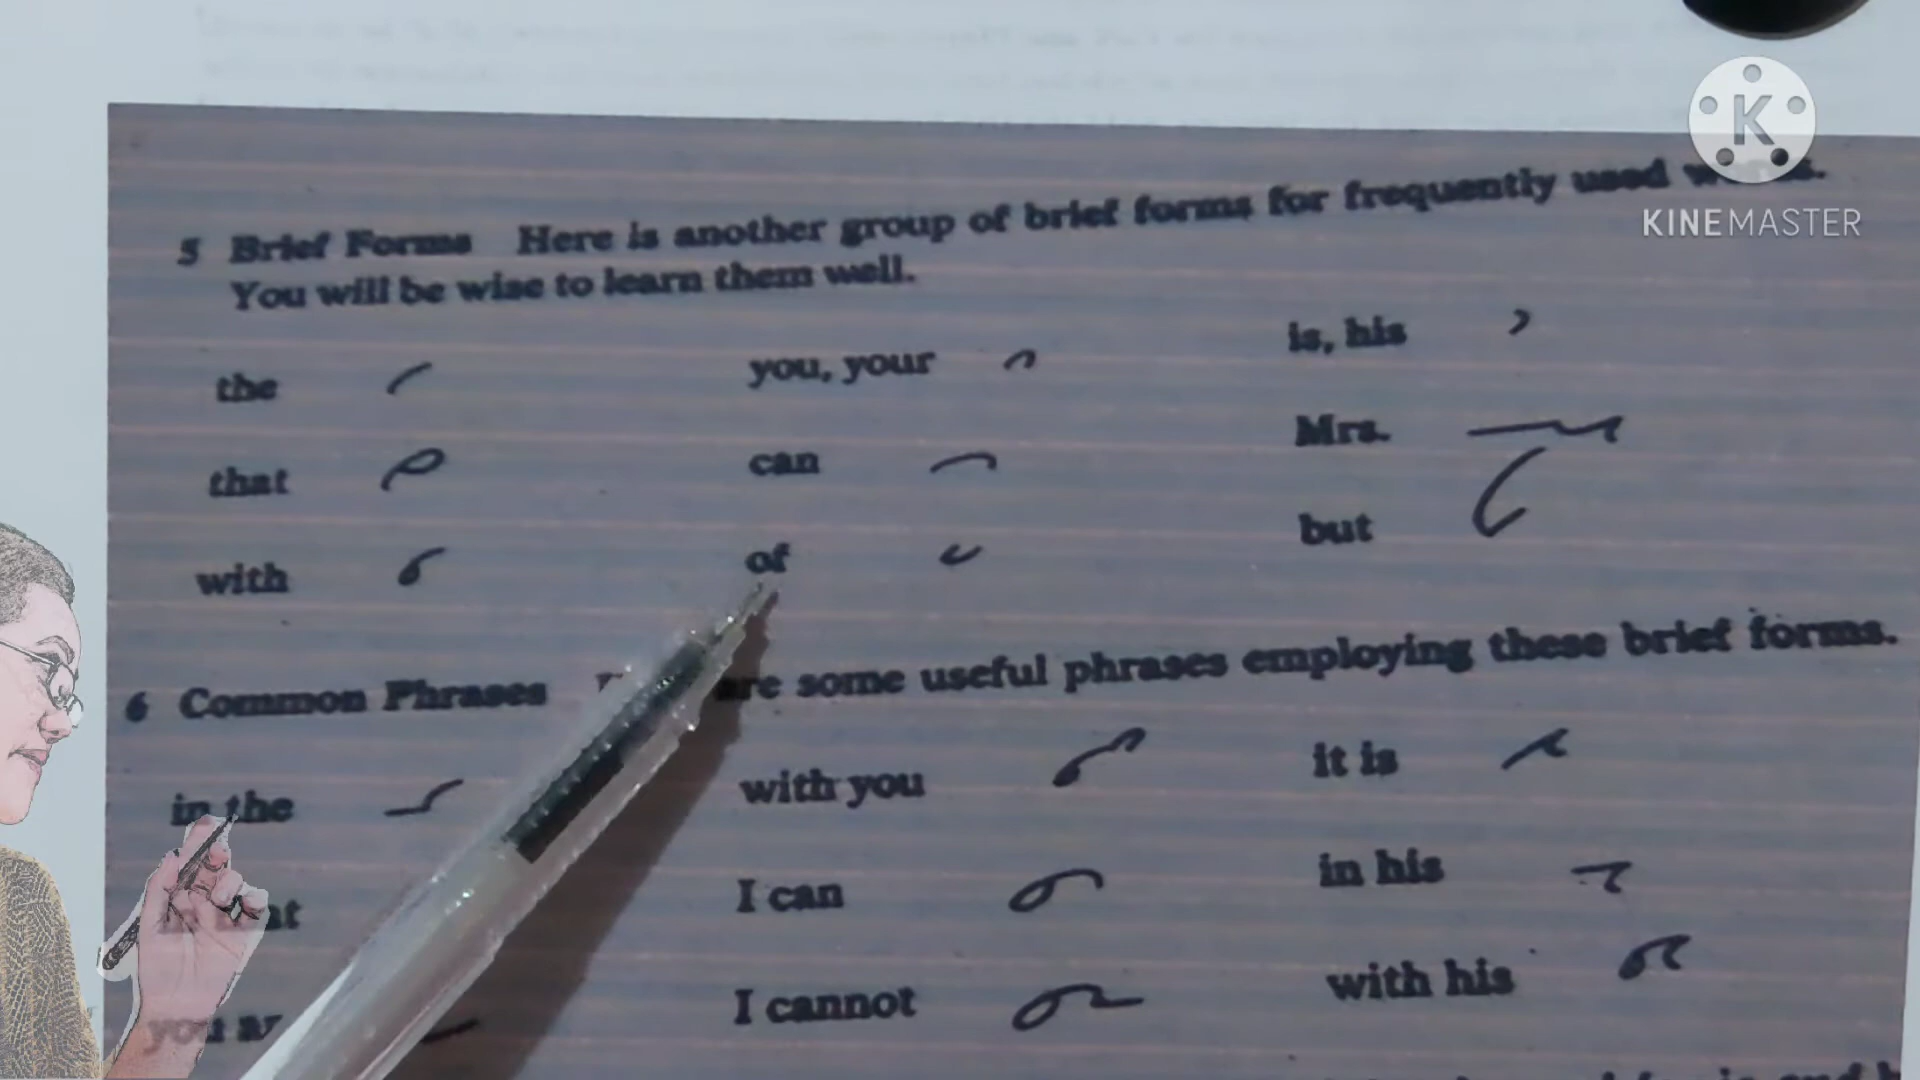 KINEMASTER
5 Brief Forms Here is another group of brief forms for frequently used
You will be wise to learn them well.
the you, your is, his
that can Mrs.
with of but
6 Common Phrases are some useful phrases employing these brief forms.
in the with you it is
I can in his
you I cannot with his